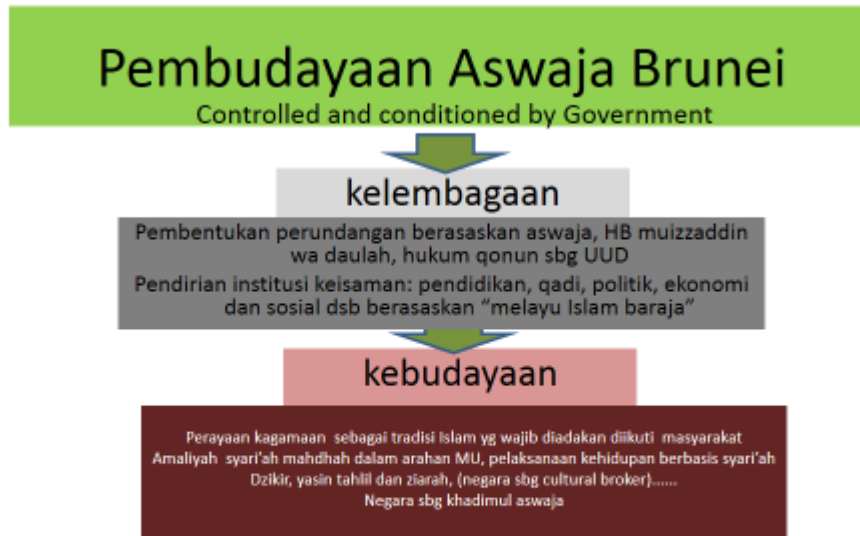 Pembudayaan Aswaja Brunei
Controlled and conditioned by Government
kelembagaan
Pembentukan perundangan berasaskan aswaja, HB muizzaddin
wa daulah, hukum qonun sbg UUD
Pendirian institusi keisaman: pendidikan, qadi, politik, ekonomi
dan sosial dsb berasaskan “melayu Islam baraja”
kebudayaan
Perayaan kagamaan sebagai tradisi Islam yg wajib diadakan diikuti masyarakat
Amaliyah syari'ah mahdhah dalam arahan MU, pelaksanaan kehidupan berbasis syari'ah
Dzikir, yasin tahlil dan ziarah, (negara sbg cultural broker)......
Negara sbg khadimul aswaja